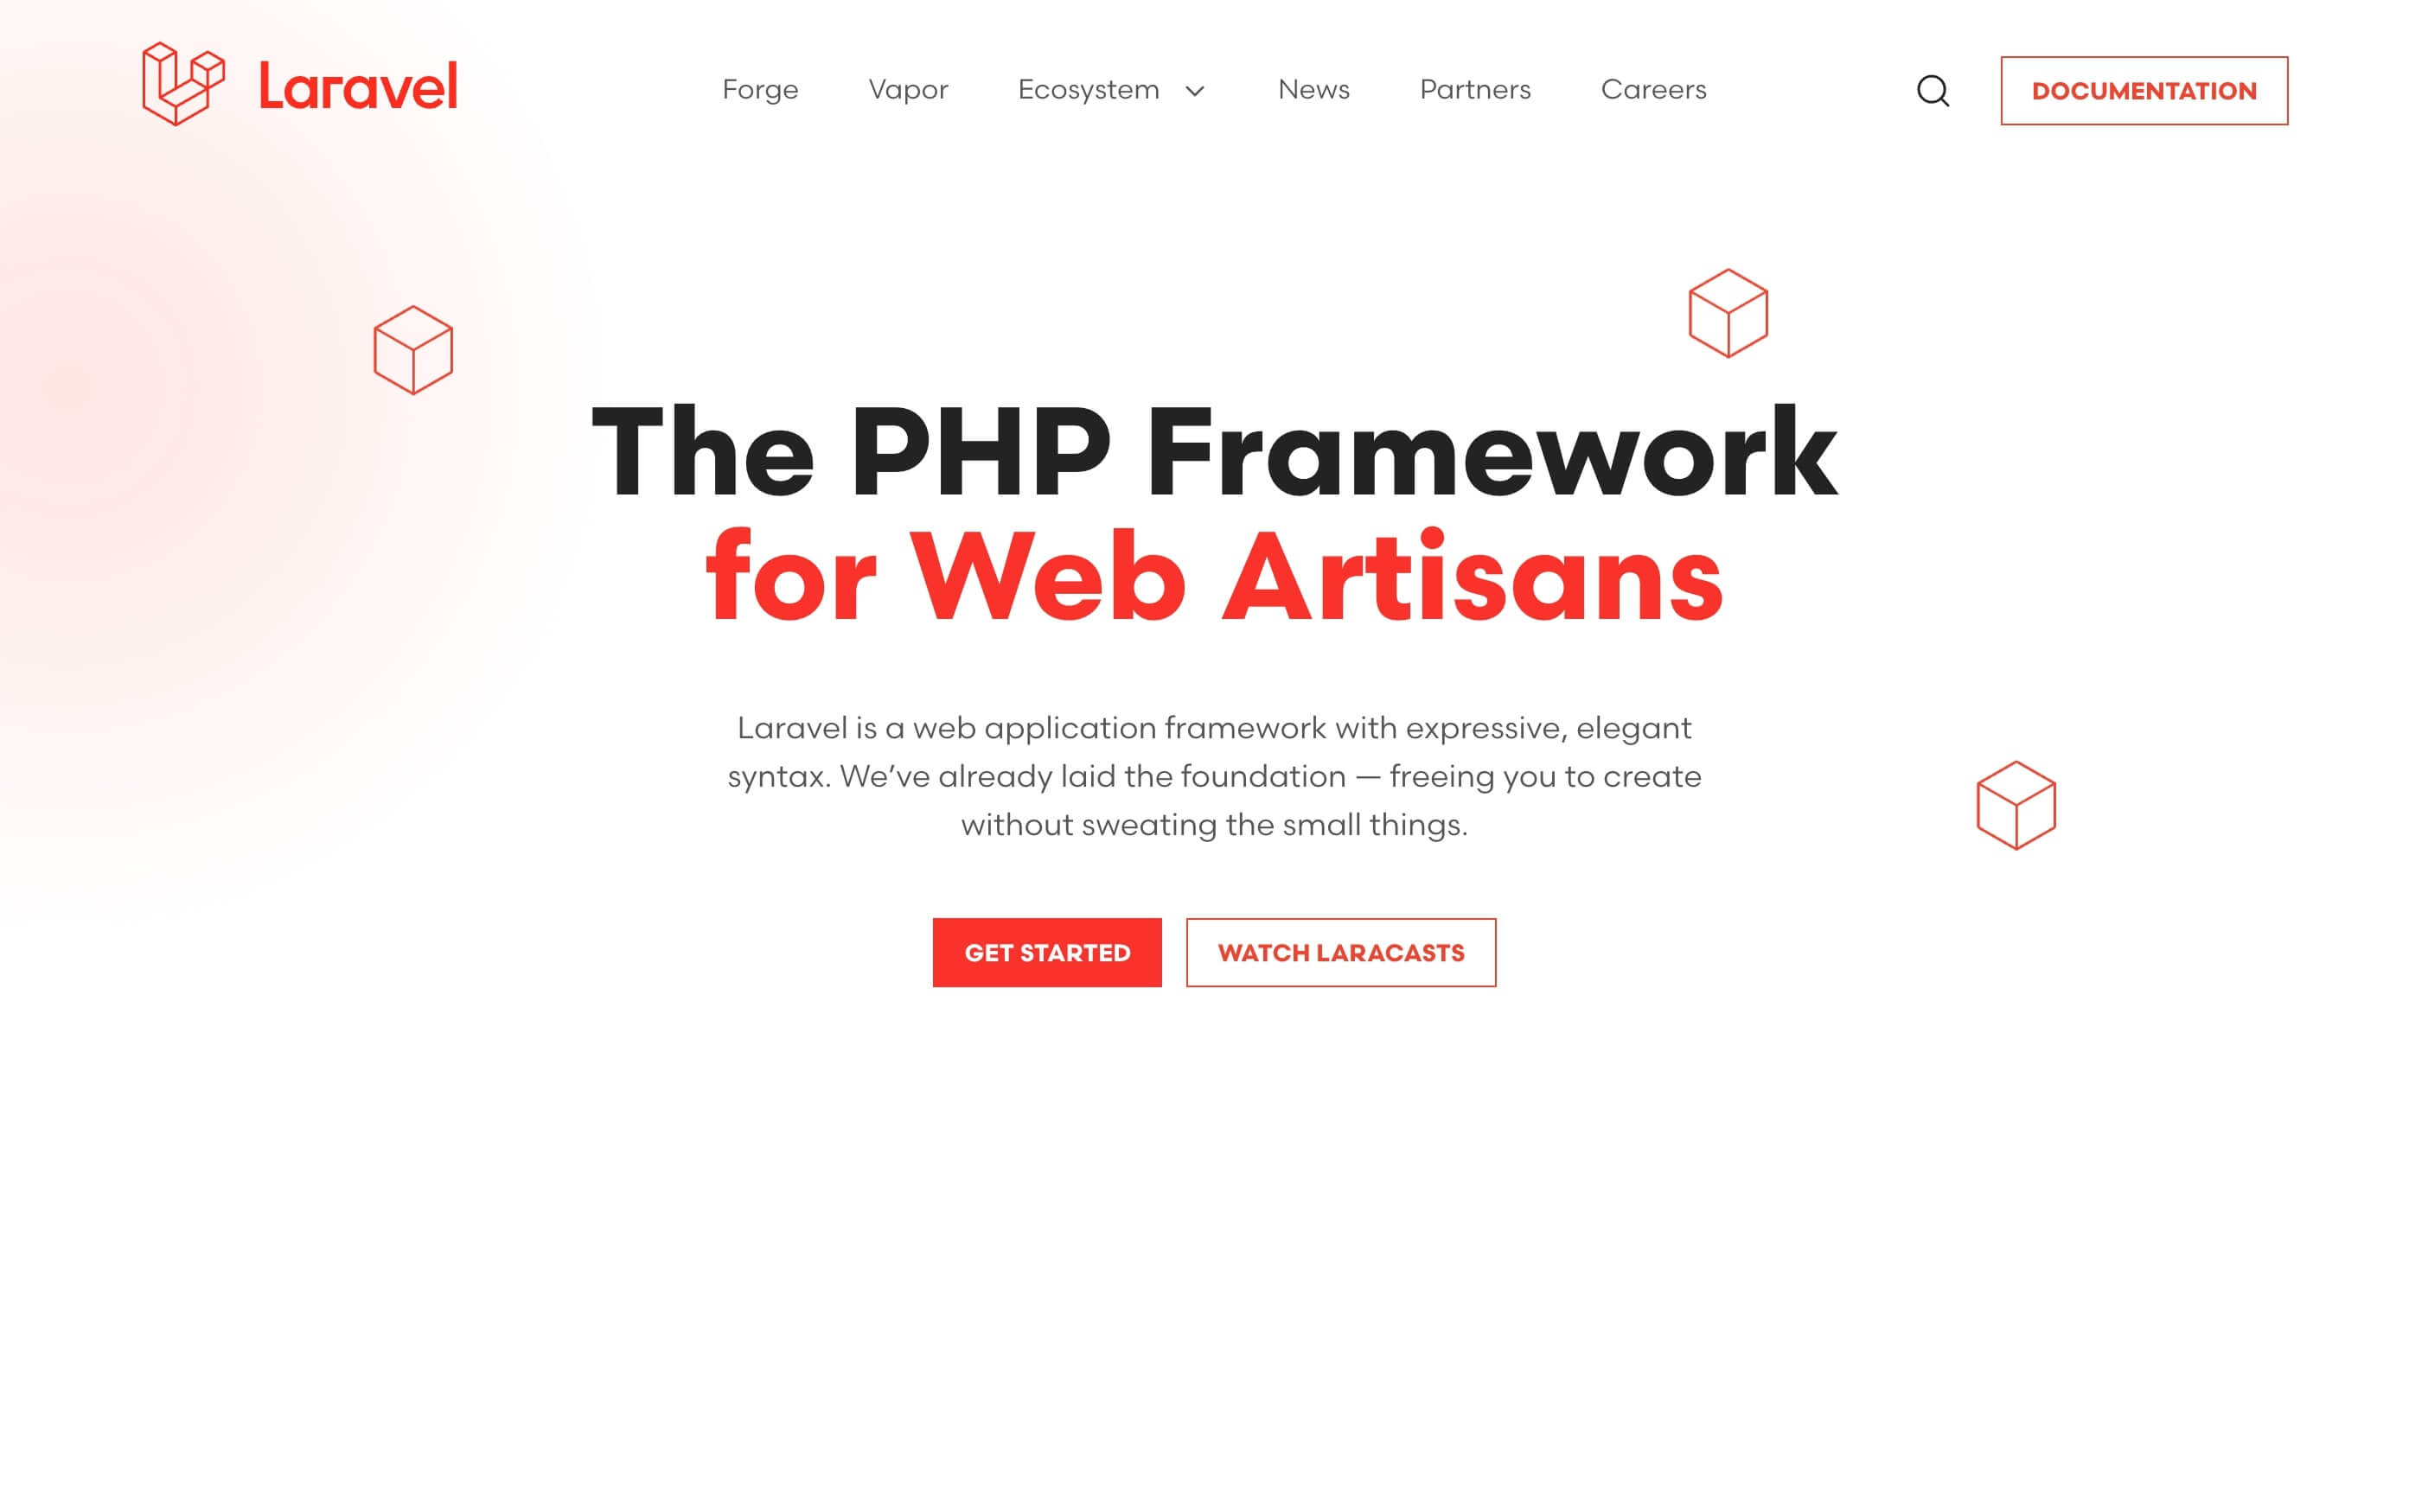 Laravel
Forge Vapor Ecosystem News Partners Careers
DOCUMENTATION
The PHP Framework
for Web Artisans
Laravel is a web application framework with expressive, elegant
syntax. We’ve already laid the foundation — freeing you to create
without sweating the small things.
GET STARTED
WATCH LARACASTS